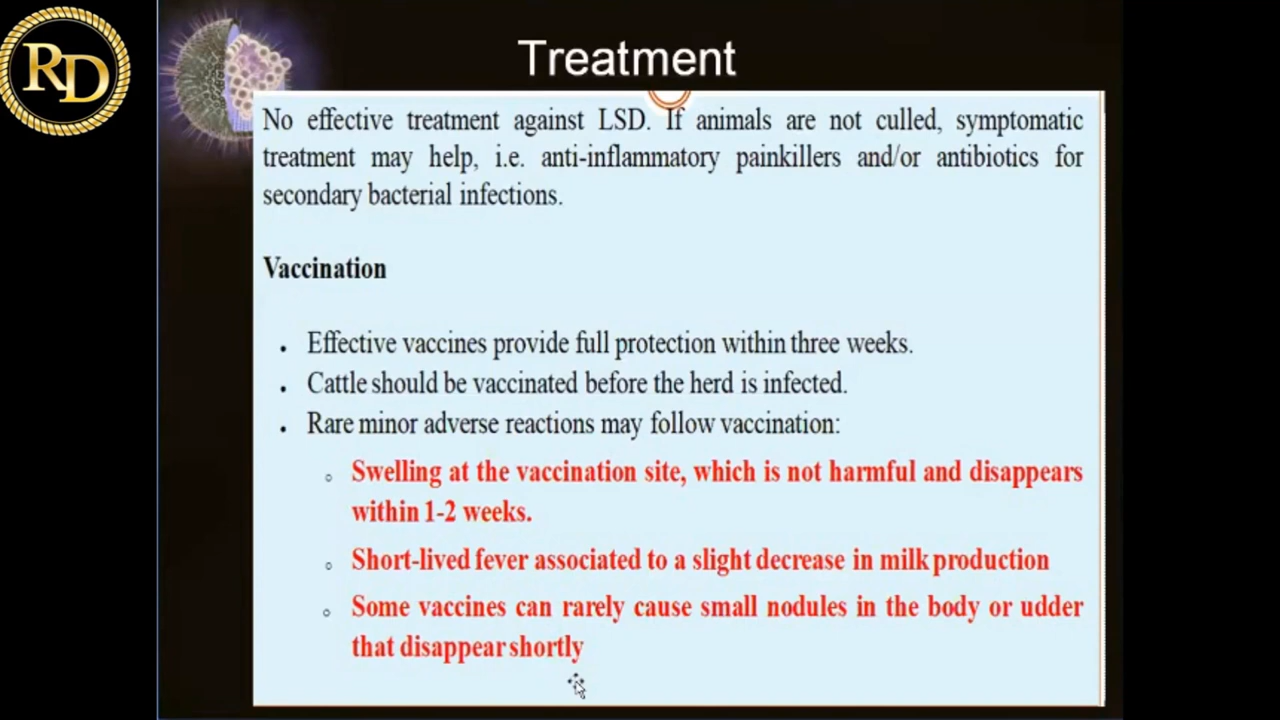 RD
Treatment
No effective treatment against LSD. If animals are not culled, symptomatic
treatment may help, i.e. anti-inflammatory painkillers and/or antibiotics for
secondary bacterial infections.
Vaccination
• Effective vaccines provide full protection within three weeks.
• Cattle should be vaccinated before the herd is infected.
• Rare minor adverse reactions may follow vaccination:
○ Swelling at the vaccination site, which is not harmful and disappears
within 1-2 weeks.
○ Short-lived fever associated to a slight decrease in milk production
○ Some vaccines can rarely cause small nodules in the body or udder
that disappear shortly